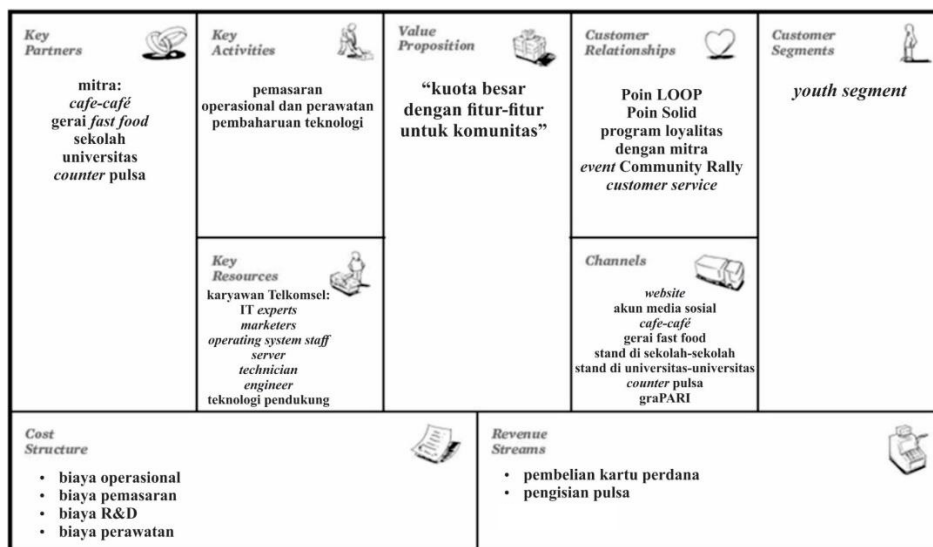 Key
Partners
mitra:
cafe-café
gerai fast food
sekolah
universitas
counter pulsa
Key
Activities
pemasaran
operasional dan perawatan
pembaharuan teknologi
Key
Resources
karyawan Telkomsel:
IT experts
marketers
operating system staff
server
technician
engineer
teknologi pendukung
Value
Proposition
“kuota besar
dengan fitur-fitur
untuk komunitas”
Customer
Relationships
Poin LOOP
Poin Solid
program loyalitas
dengan mitra
event Community Rally
customer service
Channels
website
akun media sosial
cafe-café
gerai fast food
stand di sekolah-sekolah
stand di universitas-universitas
counter pulsa
graPARI
Customer
Segments
youth segment
Cost
Structure
• biaya operasional
• biaya pemasaran
• biaya R&D
• biaya perawatan
Revenue
Streams
• pembelian kartu perdana
• pengisian pulsa